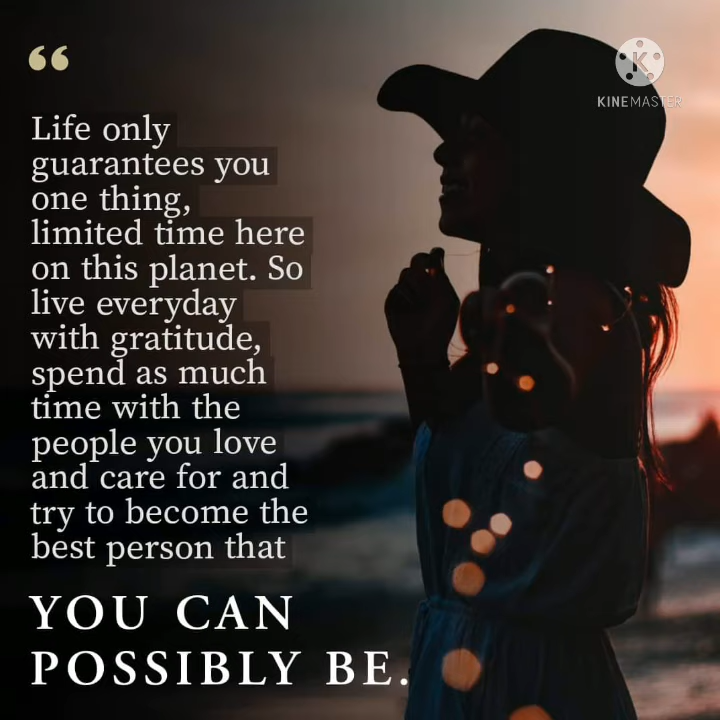 “
Life only
guarantees you
one thing,
limited time here
on this planet. So
live everyday
with gratitude,
spend as much
time with the
people you love
and care for and
try to become the
best person that
YOU CAN
POSSIBLY BE.
K
KINEMASTER